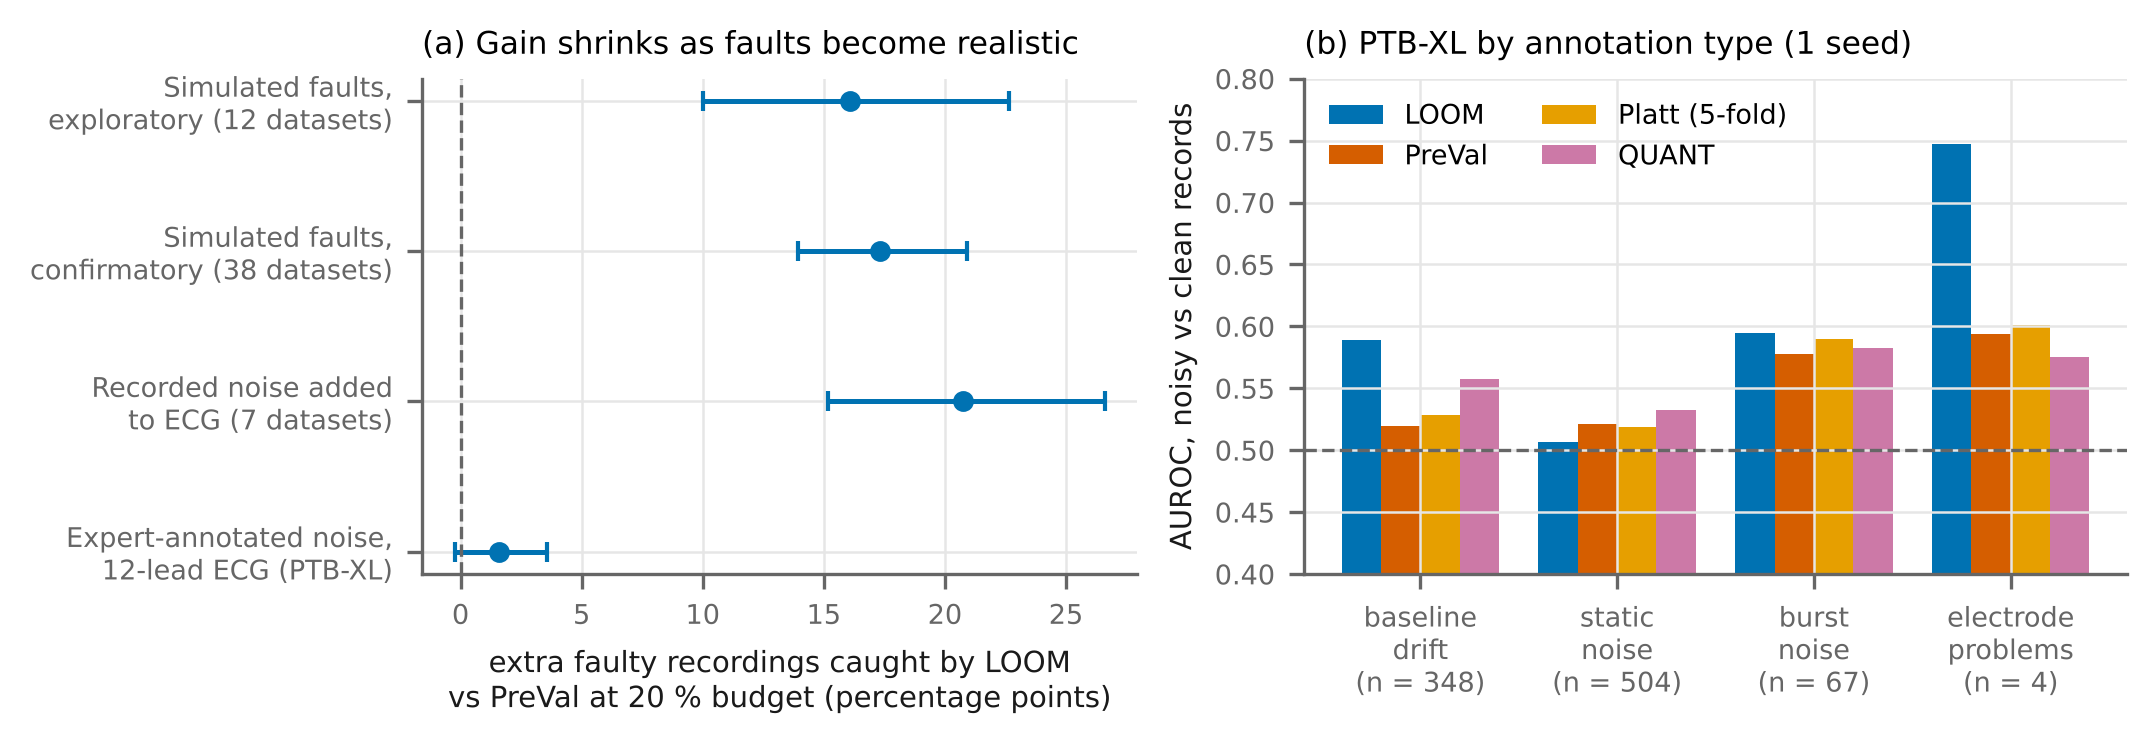 (a) Gain shrinks as faults become realistic
Simulated faults,
exploratory (12 datasets)
Simulated faults,
confirmatory (38 datasets)
Recorded noise added
to ECG (7 datasets)
Expert-annotated noise,
12-lead ECG (PTB-XL)
0 5 10 15 20 25
extra faulty recordings caught by LOOM
vs PreVal at 20 % budget (percentage points)
(b) PTB-XL by annotation type (1 seed)
AUROC, noisy vs clean records
0.80
0.75
0.70
0.65
0.60
0.55
0.50
0.45
0.40
LOOM
PreVal
Platt (5-fold)
QUANT
baseline
drift
(n = 348)
static
noise
(n = 504)
burst
noise
(n = 67)
electrode
problems
(n = 4)